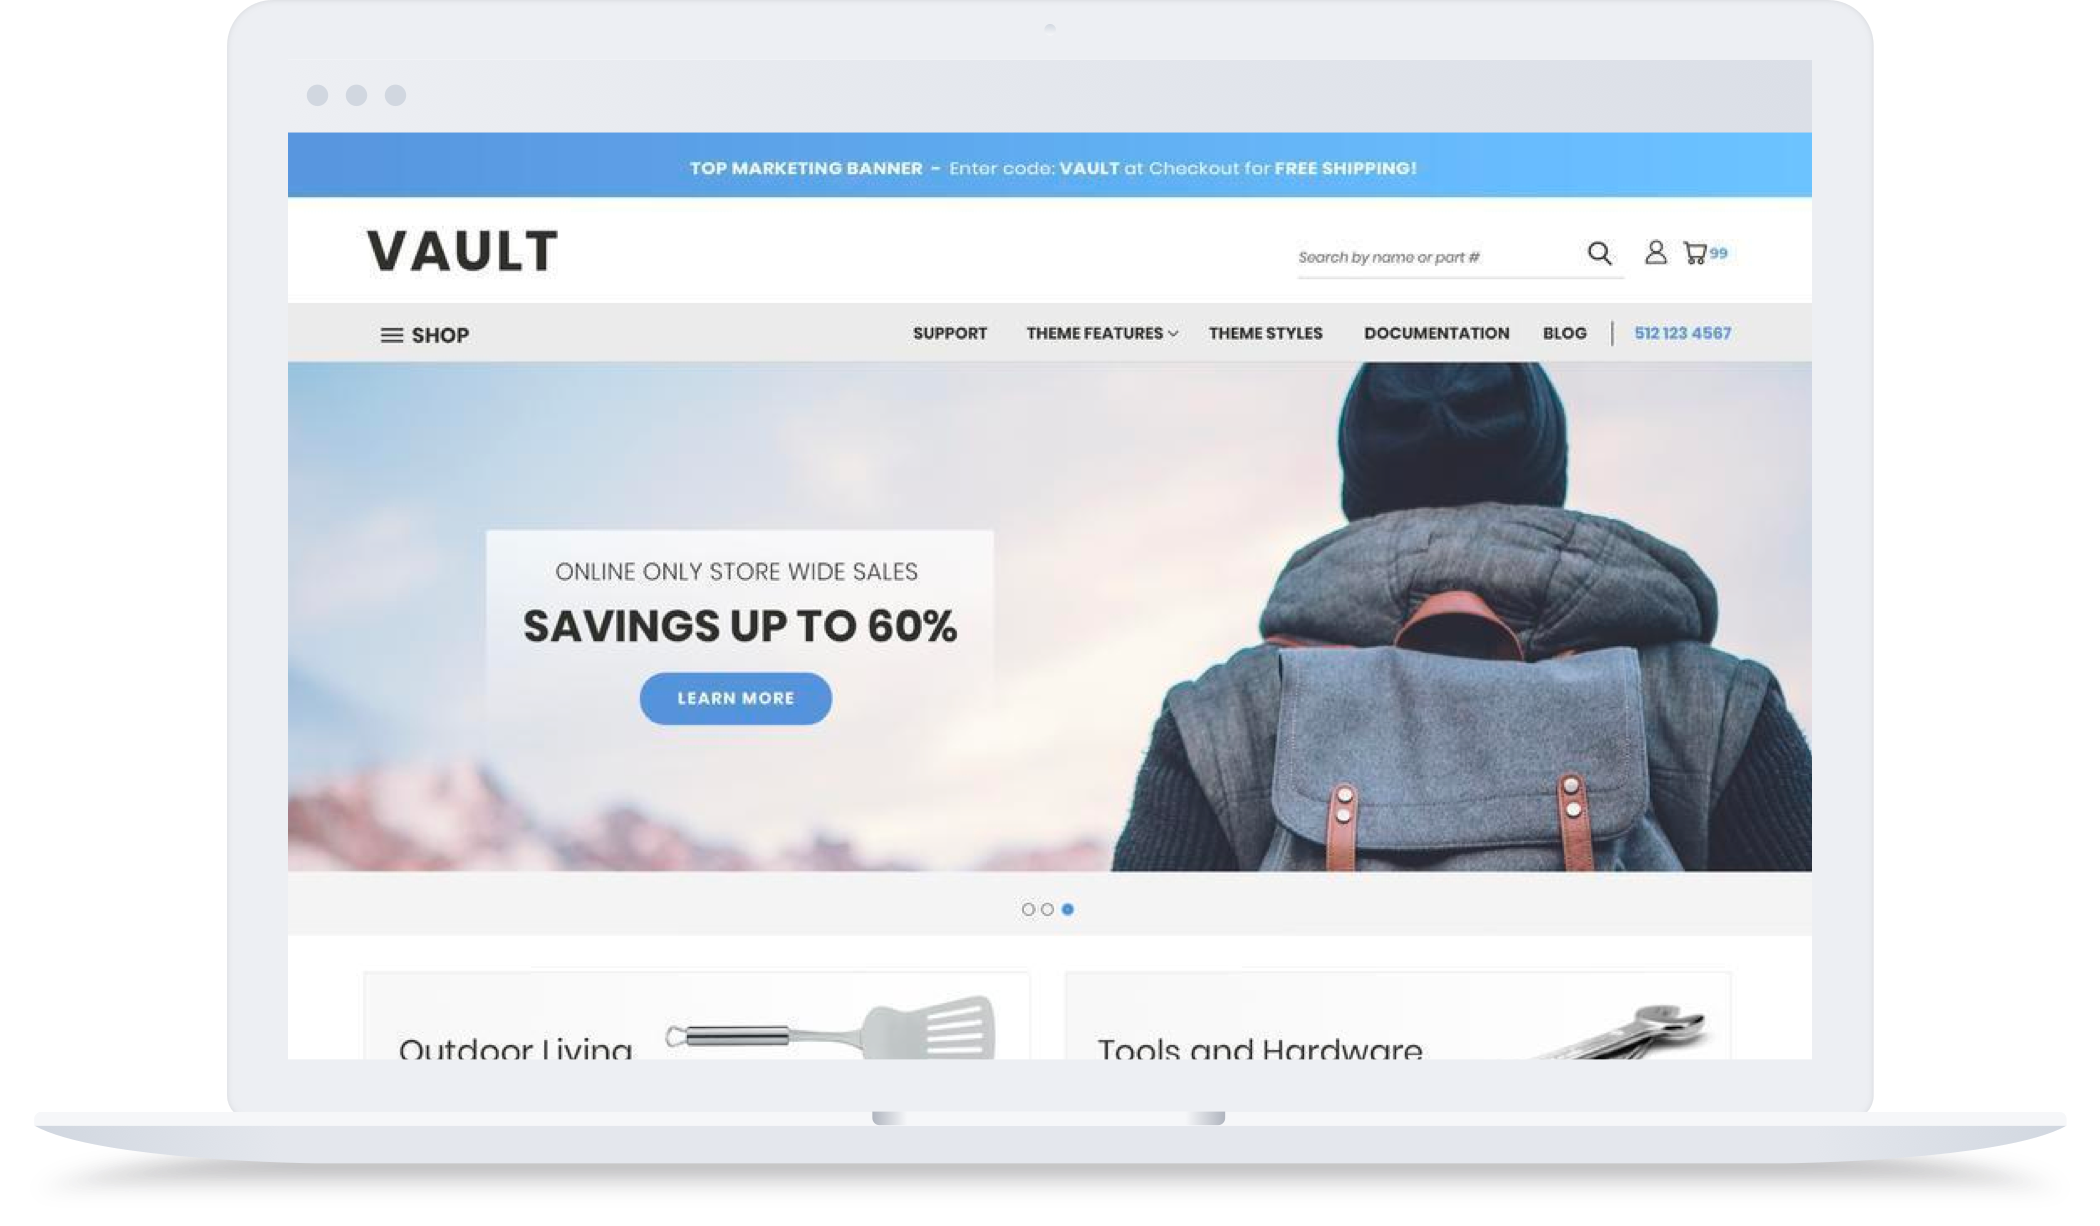 TOP MARKETING BANNER - Enter code: VAULT at Checkout for FREE SHIPPING!
VAULT
Search by name or part #
99
SHOP
SUPPORT THEME FEATURES THEME STYLES DOCUMENTATION BLOG 512 123 4567
ONLINE ONLY STORE WIDE SALES
SAVINGS UP TO 60%
LEARN MORE
Outdoor Living
Tools and Hardware